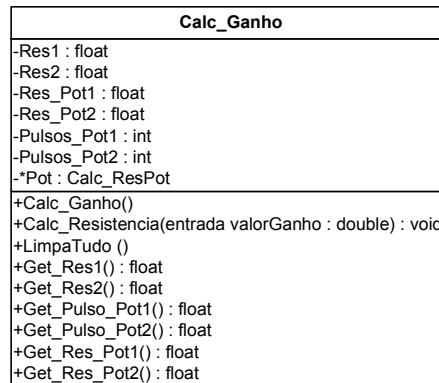 Calc_Ganho
-Res1 : float
-Res2 : float
-Res_Pot1 : float
-Res_Pot2 : float
-Pulsos_Pot1 : int
-Pulsos_Pot2 : int
-*Pot : Calc_ResPot
+Calc_Ganho()
+Calc_Resistencia(entrada valorGanho : double) : void
+LimpaTudo ()
+Get_Res1() : float
+Get_Res2() : float
+Get_Pulso_Pot1() : float
+Get_Pulso_Pot2() : float
+Get_Res_Pot1() : float
+Get_Res_Pot2() : float